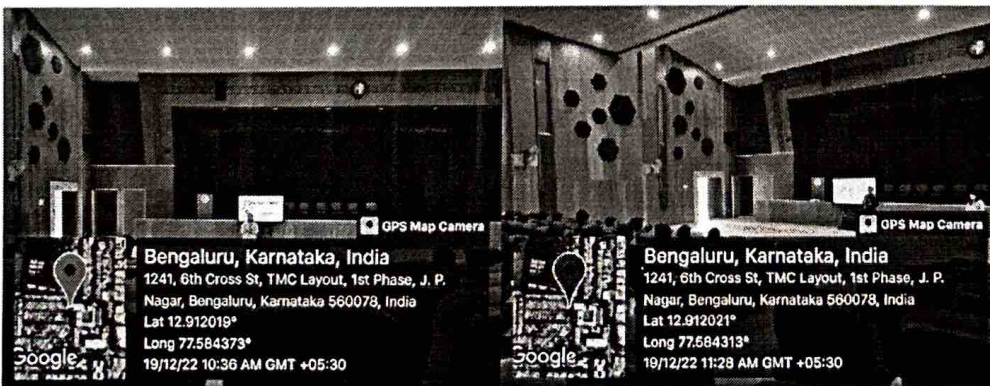 GPS Map Camera
Bengaluru, Karnataka, India
1241, 6th Cross St, TMC Layout, 1st Phase, J. P.
Nagar, Bengaluru, Karnataka 560078, India
Lat 12.912019°
Long 77.584373°
19/12/22 10:36 AM GMT +05:30
Google
GPS Map Camera
Bengaluru, Karnataka, India
1241, 6th Cross St, TMC Layout, 1st Phase, J. P.
Nagar, Bengaluru, Karnataka 560078, India
Lat 12.912021°
Long 77.584313°
19/12/22 11:28 AM GMT +05:30
Google